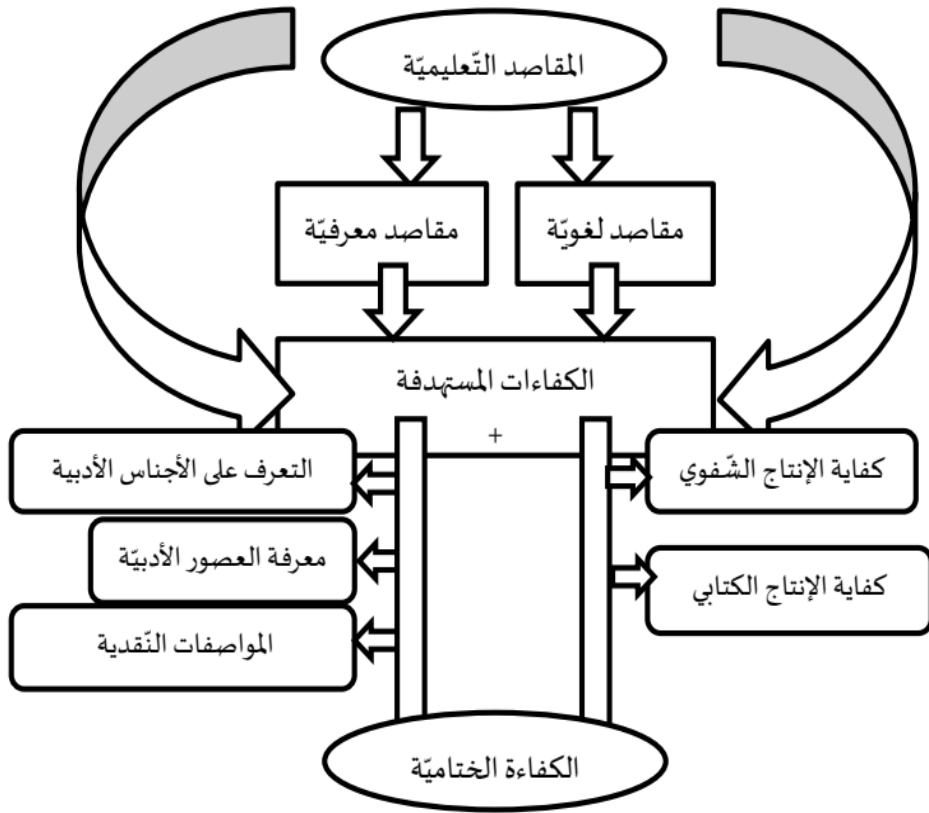 المقاصد التّعليميّة
مقاصد لغويّة
مقاصد معرفيّة
الكفاءات المستهدفة
+
كفاية الإنتاج الشّفوي
التعرف على الأجناس الأدبية
كفاية الإنتاج الكتابي
معرفة العصور الأدبيّة
المواصفات النّقدية
الكفاءة الختاميّة